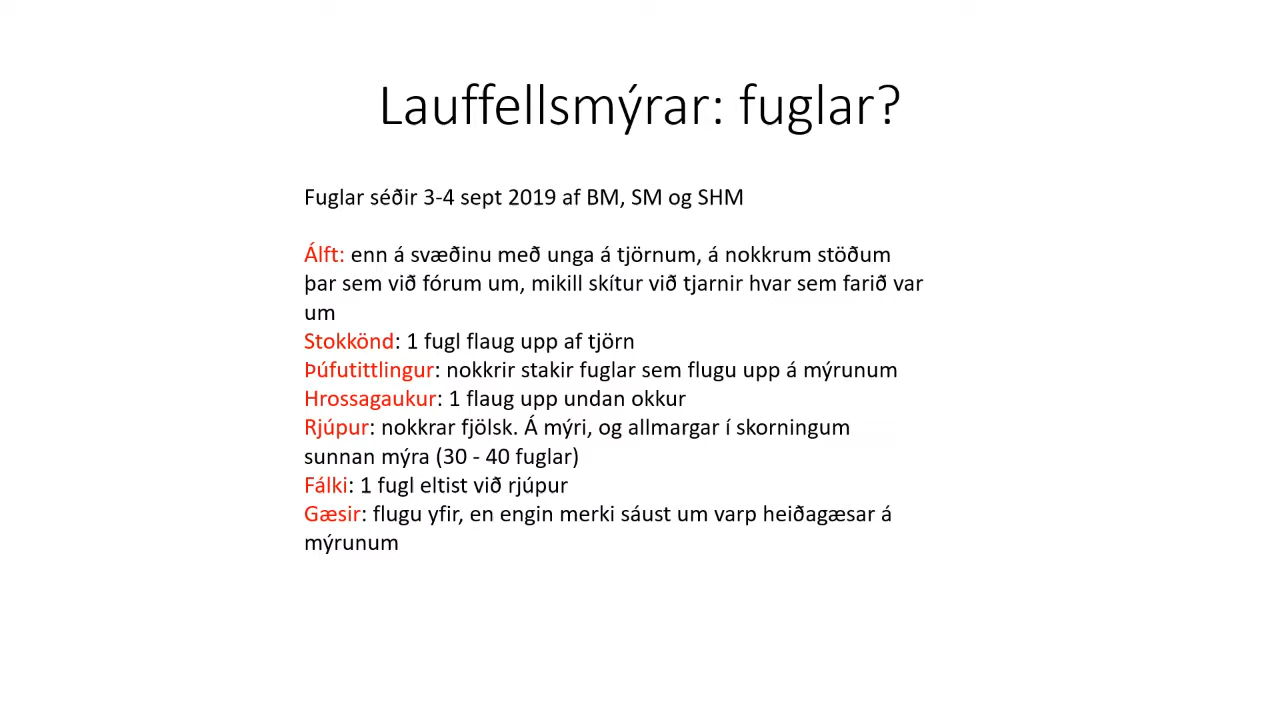 Lauffellsmýrar: fuglar?
Fuglar séðir 3-4 sept 2019 af BM, SM og SHM
Álft: enn á svæðinu með unga á tjörnum, á nokkrum stöðum
þar sem við fórum um, mikill skítur við tjarnir hvar sem farið var
um
Stokkönd: 1 fugl flaug upp af tjörn
Þúfutittlingur: nokkrir stakir fuglar sem flugu upp á mýrunum
Hrossagaukur: 1 flaug upp undan okkur
Rjúpur: nokkrar fjölsk. Á mýri, og allmargar í skorningum
sunnan mýra (30 - 40 fuglar)
Fálki: 1 fugl eltist við rjúpur
Gæsir: flugu yfir, en engin merki sáust um varp heiðagæsar á
mýrunum